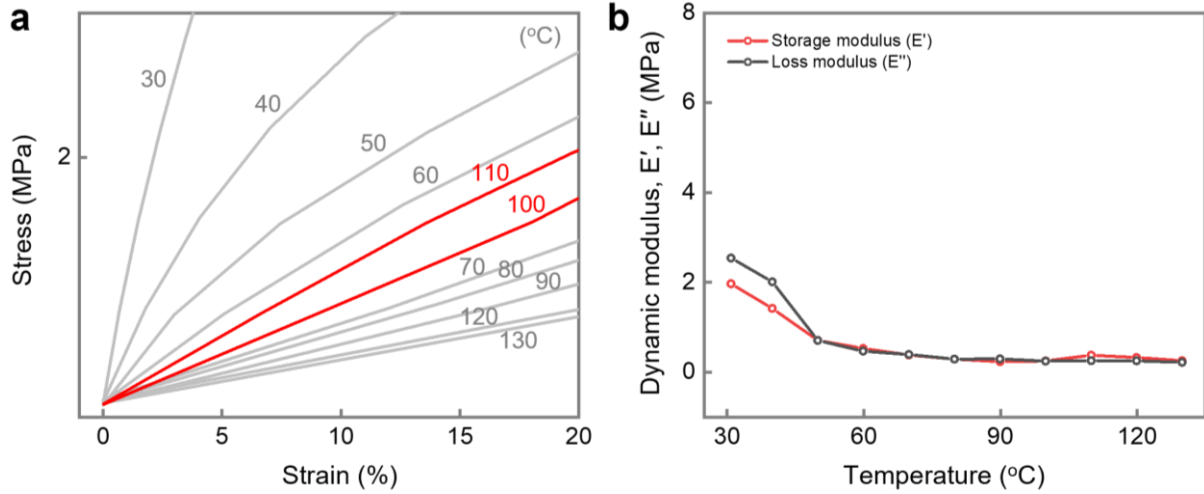 a
Stress (MPa)
2
(°C)
30
40
50
60
110
100
70
80
90
120
130
0
5
10
15
20
Strain (%)
b
Dynamic modulus, E′, E″ (MPa)
8
6
4
2
0
Storage modulus (E')
Loss modulus (E'')
30
60
90
120
Temperature (°C)